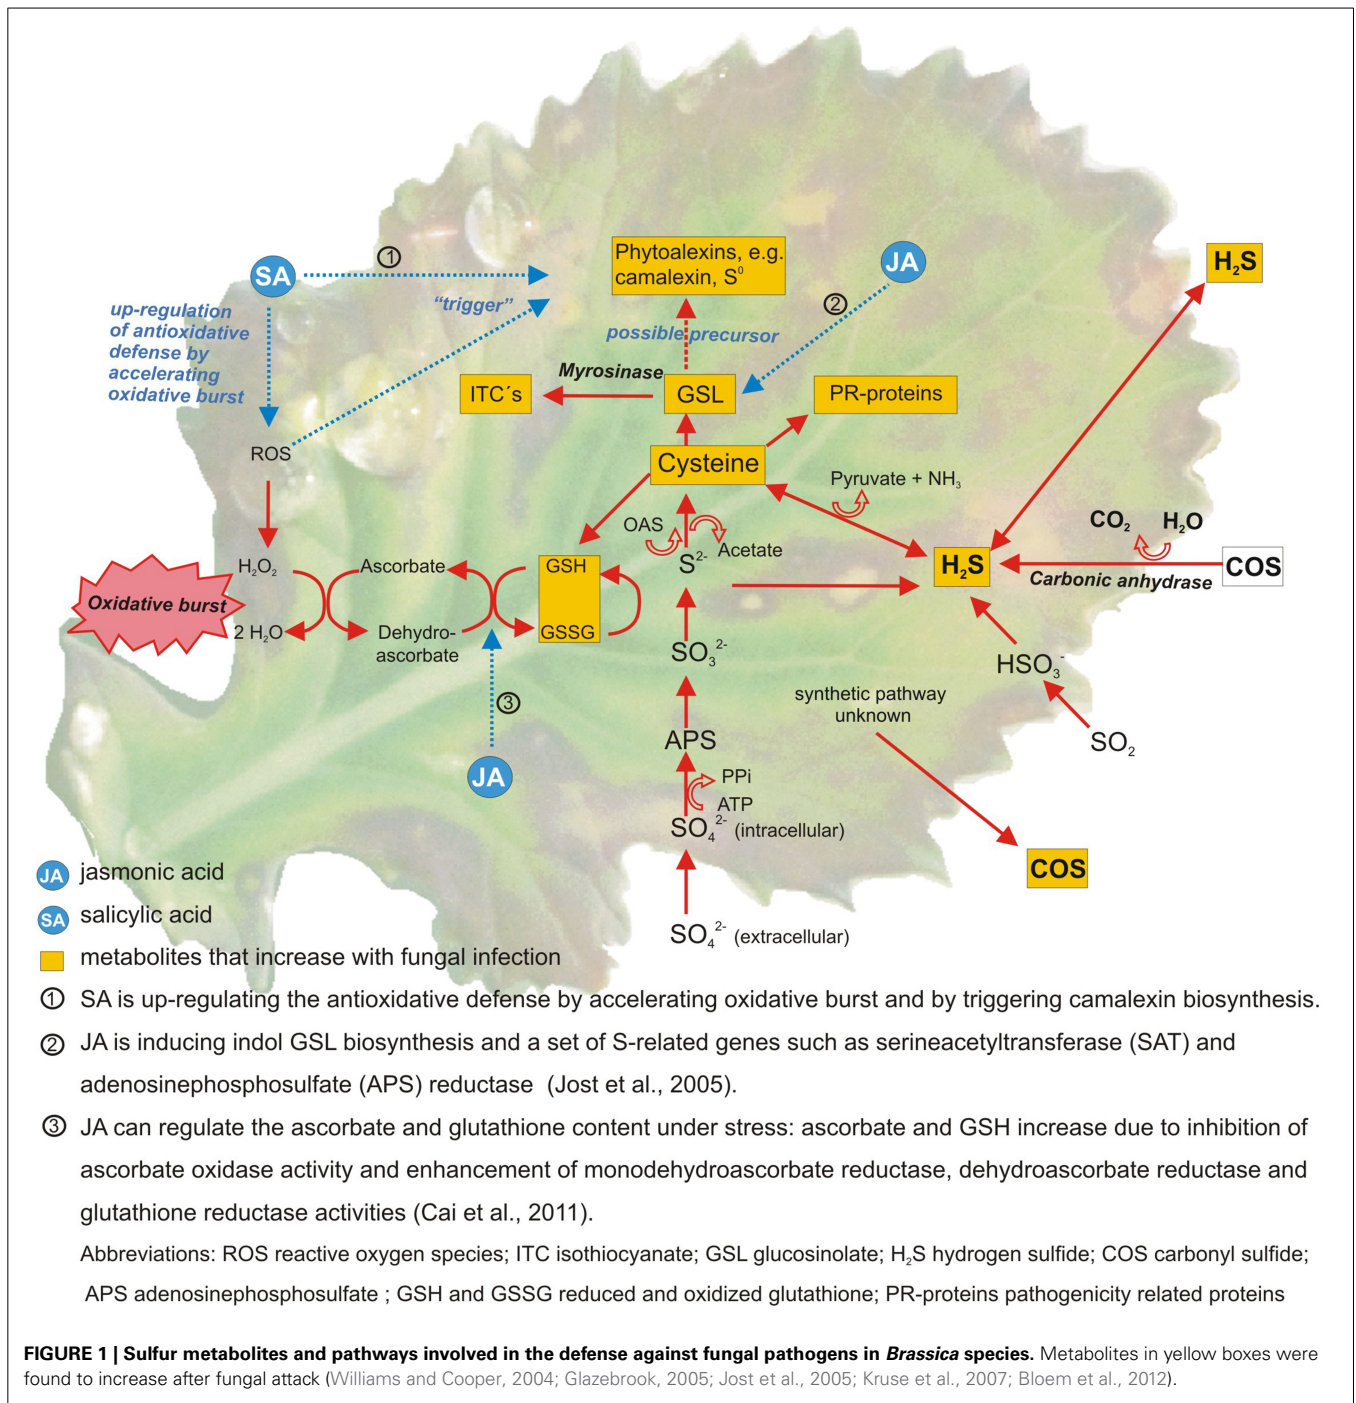 Phytoalexins, e.g.
camalexin, S⁰
SA
①
JA
②
H₂S
up-regulation
of antioxidative
defense by
accelerating
oxidative burst
"trigger"
possible precursor
Myrosinase
ITC´s
GSL
PR-proteins
ROS
Cysteine
Pyruvate + NH₃
OAS
Acetate
S²⁻
CO₂
H₂O
H₂S
COS
Carbonic anhydrase
H₂O₂
Ascorbate
GSH
Oxidative burst
2 H₂O
Dehydro-
ascorbate
GSSG
SO₃²⁻
HSO₃⁻
③
synthetic pathway
unknown
APS
SO₂
JA
PPi
ATP
SO₄²⁻ (intracellular)
COS
SO₄²⁻ (extracellular)
JA jasmonic acid
SA salicylic acid
metabolites that increase with fungal infection
① SA is up-regulating the antioxidative defense by accelerating oxidative burst and by triggering camalexin biosynthesis.
② JA is inducing indol GSL biosynthesis and a set of S-related genes such as serineacetyltransferase (SAT) and
adenosinephosphosulfate (APS) reductase (Jost et al., 2005).
③ JA can regulate the ascorbate and glutathione content under stress: ascorbate and GSH increase due to inhibition of
ascorbate oxidase activity and enhancement of monodehydroascorbate reductase, dehydroascorbate reductase and
glutathione reductase activities (Cai et al., 2011).
Abbreviations: ROS reactive oxygen species; ITC isothiocyanate; GSL glucosinolate; H₂S hydrogen sulfide; COS carbonyl sulfide;
APS adenosinephosphosulfate ; GSH and GSSG reduced and oxidized glutathione; PR-proteins pathogenicity related proteins
FIGURE 1 | Sulfur metabolites and pathways involved in the defense against fungal pathogens in Brassica species. Metabolites in yellow boxes were
found to increase after fungal attack (Williams and Cooper, 2004; Glazebrook, 2005; Jost et al., 2005; Kruse et al., 2007; Bloem et al., 2012).